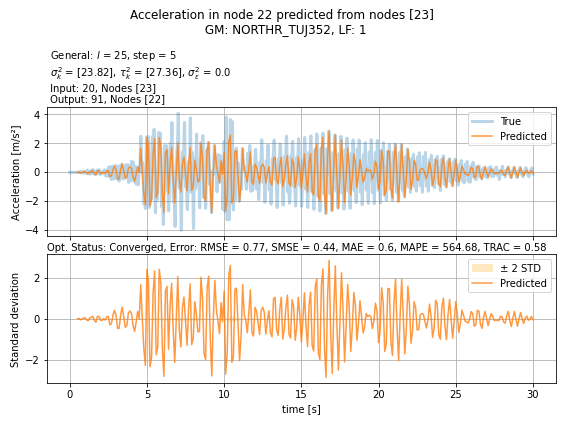 Acceleration in node 22 predicted from nodes [23]
GM: NORTHR_TUJ352, LF: 1
General: l = 25, step = 5
σ²ₖ = [23.82], τ²ₖ = [27.36], σ²ₑ = 0.0
Input: 20, Nodes [23]
Output: 91, Nodes [22]
Acceleration [m/s²]
4
2
0
−2
−4
True
Predicted
Opt. Status: Converged, Error: RMSE = 0.77, SMSE = 0.44, MAE = 0.6, MAPE = 564.68, TRAC = 0.58
Standard deviation
2
0
−2
± 2 STD
Predicted
0 5 10 15 20 25 30
time [s]